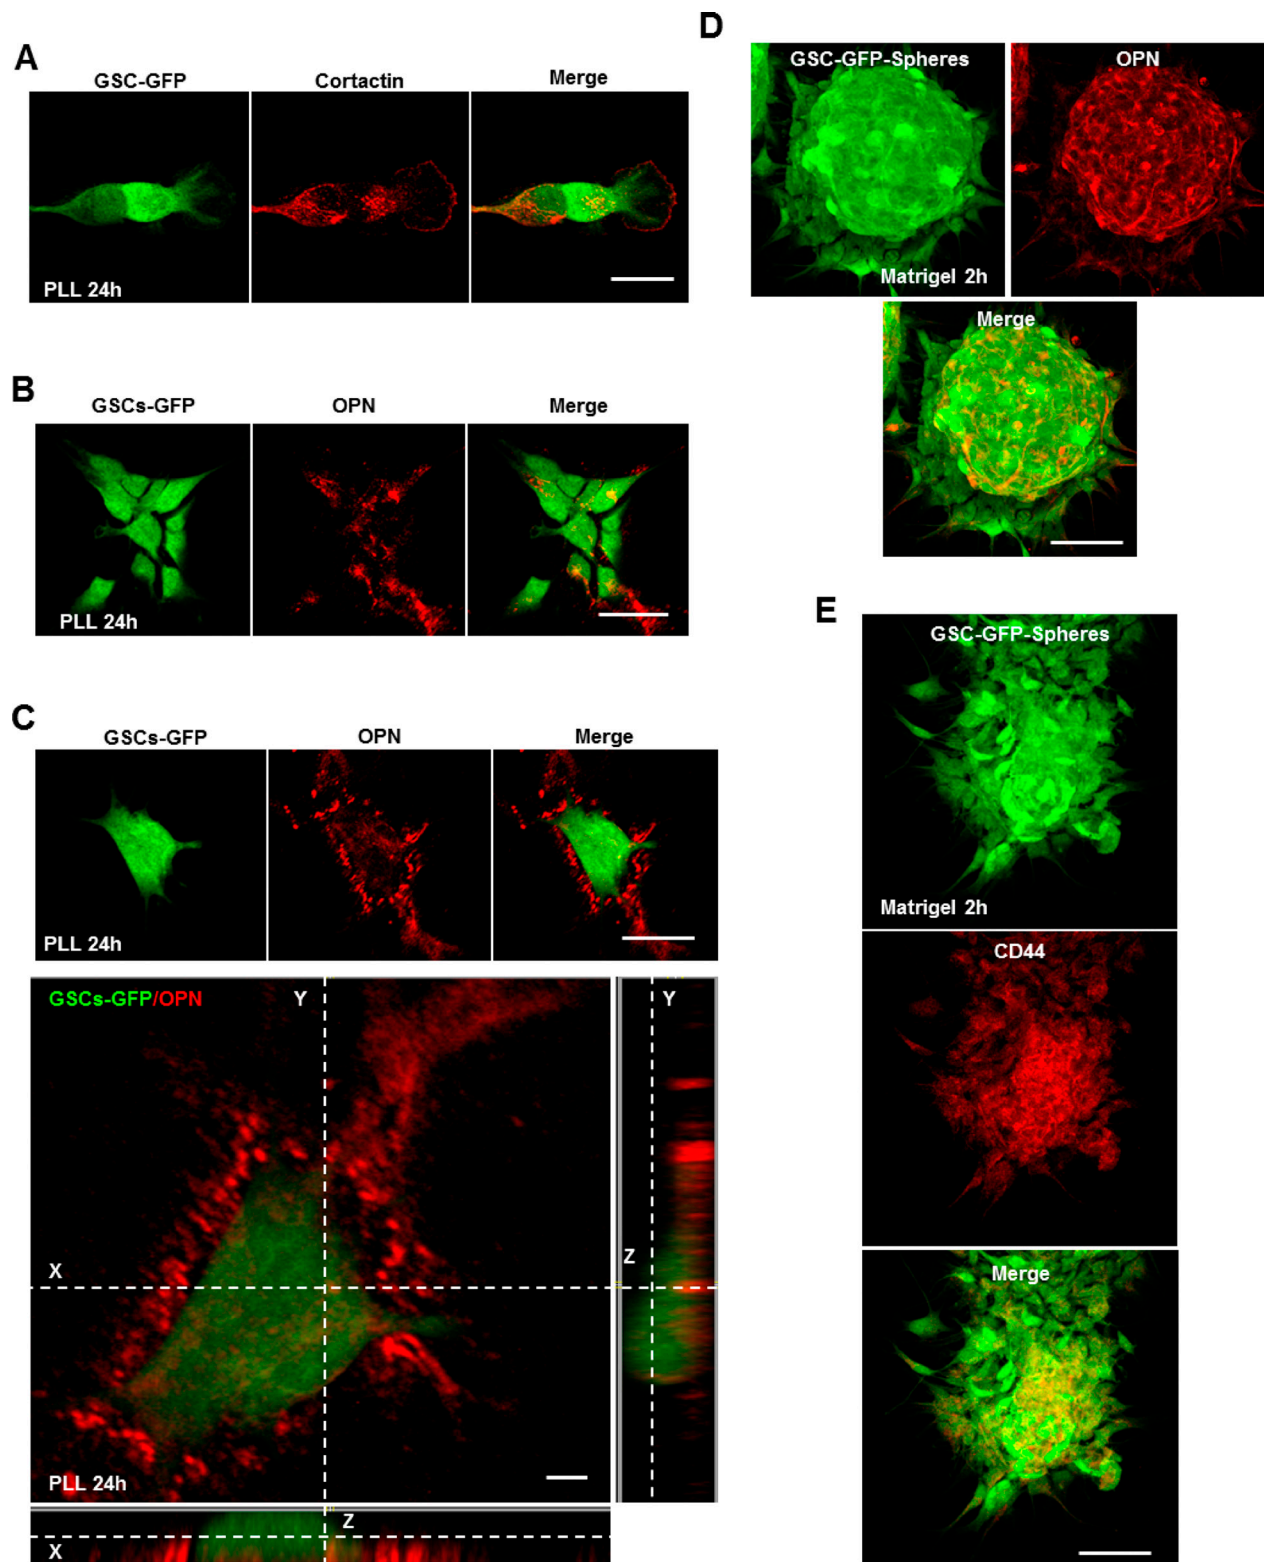 A
GSC-GFP
Cortactin
Merge
PLL 24h
B
GSCs-GFP
OPN
Merge
PLL 24h
C
GSCs-GFP
OPN
Merge
PLL 24h
GSCs-GFP/OPN
Y
X
PLL 24h
Y
Z
Z
X
D
GSC-GFP-Spheres
OPN
Matrigel 2h
Merge
E
GSC-GFP-Spheres
Matrigel 2h
CD44
Merge